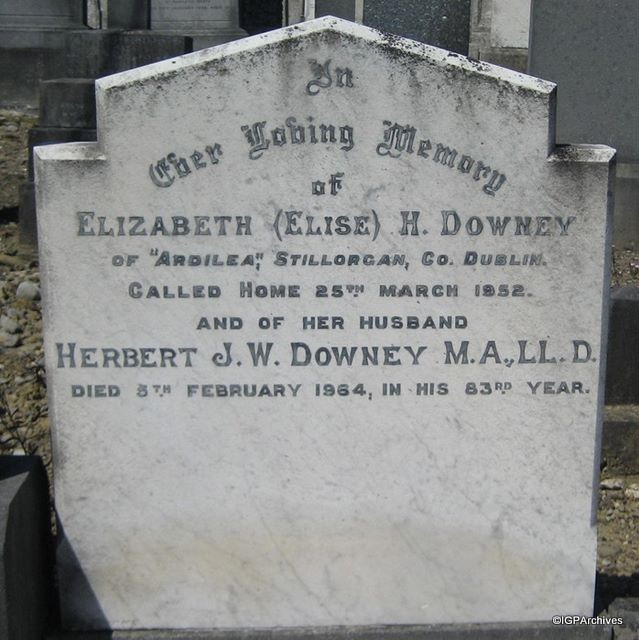 In
Ever Loving Memory
of
ELIZABETH (ELISE) H. DOWNEY
OF "ARDILEA", STILLORGAN, CO. DUBLIN.
CALLED HOME 25TH MARCH 1952.
AND OF HER HUSBAND
HERBERT J. W. DOWNEY M.A., LL. D.
DIED 5TH FEBRUARY 1964, IN HIS 83RD YEAR.
©IGPArchives